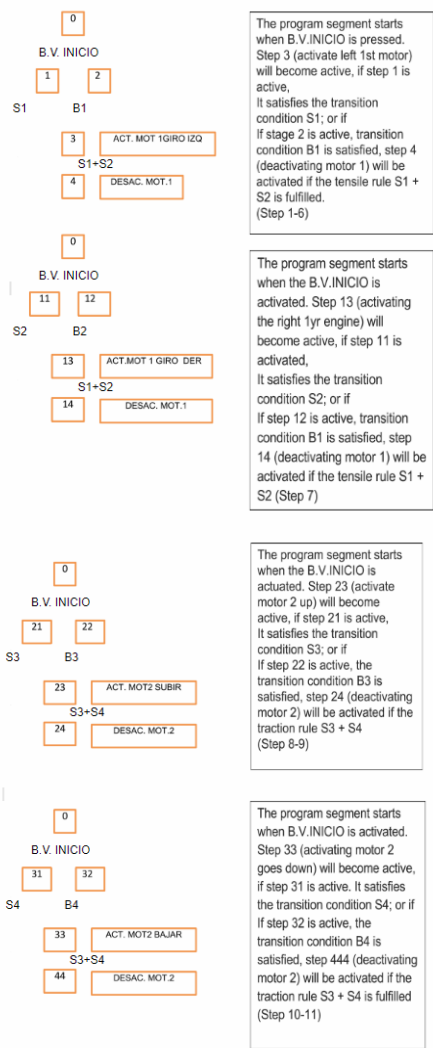 0
B.V. INICIO
1 2
S1 B1
3 ACT. MOT 1GIRO IZQ
S1+S2
4 DESAC. MOT.1
The program segment starts
when B.V.INICIO is pressed.
Step 3 (activate left 1st motor)
will become active, if step 1 is
active,
It satisfies the transition
condition S1; or if
If stage 2 is active, transition
condition B1 is satisfied, step 4
(deactivating motor 1) will be
activated if the tensile rule S1 +
S2 is fulfilled.
(Step 1-6)
0
B.V. INICIO
11 12
S2 B2
13 ACT.MOT 1 GIRO DER
S1+S2
14 DESAC. MOT.1
The program segment starts
when the B.V.INICIO is
activated. Step 13 (activating
the right 1yr engine) will
become active, if step 11 is
activated,
It satisfies the transition
condition S2; or if
If step 12 is active, transition
condition B1 is satisfied, step
14 (deactivating motor 1) will be
activated if the tensile rule S1 +
S2 (Step 7)
0
B.V. INICIO
21 22
S3 B3
23 ACT. MOT2 SUBIR
S3+S4
24 DESAC. MOT.2
The program segment starts
when the B.V.INICIO is
actuated. Step 23 (activate
motor 2 up) will become
active, if step 21 is active,
It satisfies the transition
condition S3; or if
If step 22 is active, the
transition condition B3 is
satisfied, step 24 (deactivating
motor 2) will be activated if the
traction rule S3 + S4
(Step 8-9)
0
B.V. INICIO
31 32
S4 B4
33 ACT. MOT2 BAJAR
S3+S4
44 DESAC. MOT.2
The program segment starts
when B.V.INICIO is activated.
Step 33 (activating motor 2
goes down) will become active,
if step 31 is active. It satisfies
the transition condition S4; or if
If step 32 is active, the
transition condition B4 is
satisfied, step 444 (deactivating
motor 2) will be activated if the
traction rule S3 + S4 is fulfilled
(Step 10-11)